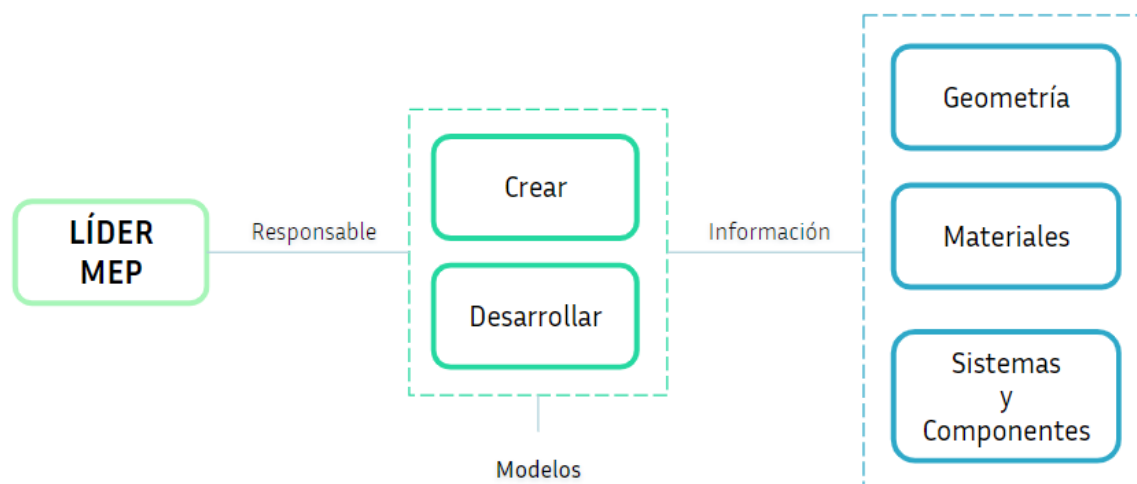 LÍDER
MEP
Responsable
Crear
Desarrollar
Modelos
Información
Geometría
Materiales
Sistemas
y
Componentes